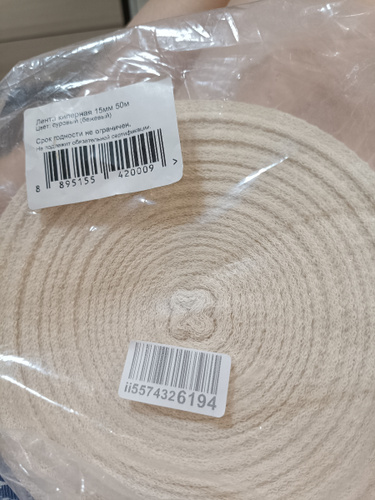 Лента киперная 15мм 50м
Цвет: суровый (бежевый)
Срок годности не ограничен.
Не подлежит обязательной сертификации
8 895155 420009 >
ii5574326194